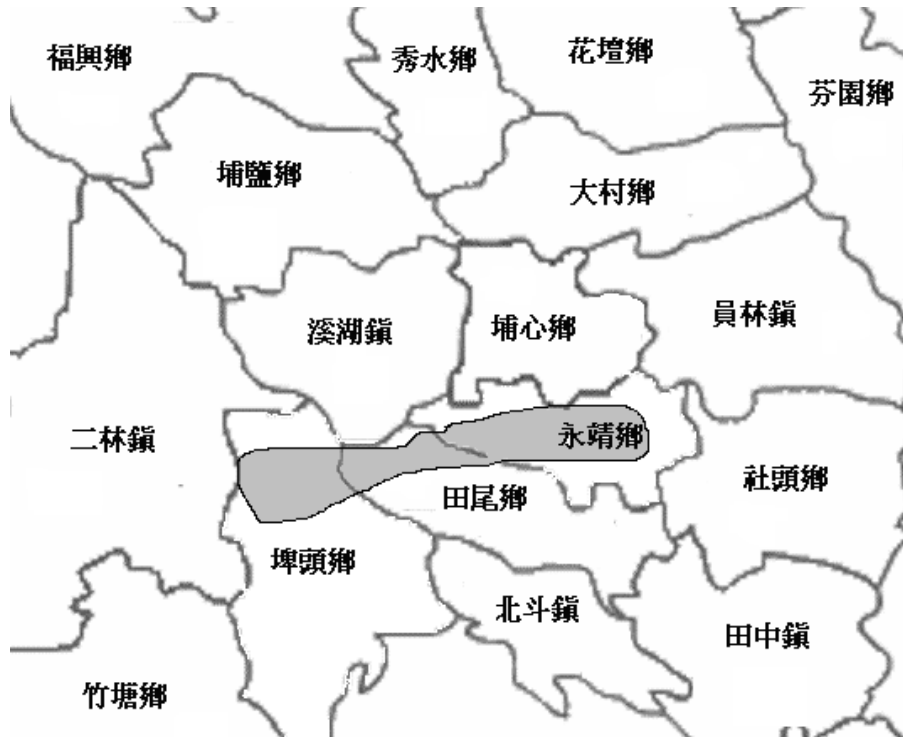 福興鄉
秀水鄉
花壇鄉
芬園鄉
埔鹽鄉
大村鄉
溪湖鎮
埔心鄉
員林鎮
二林鎮
永靖鄉
田尾鄉
社頭鄉
埤頭鄉
北斗鎮
田中鎮
竹塘鄉